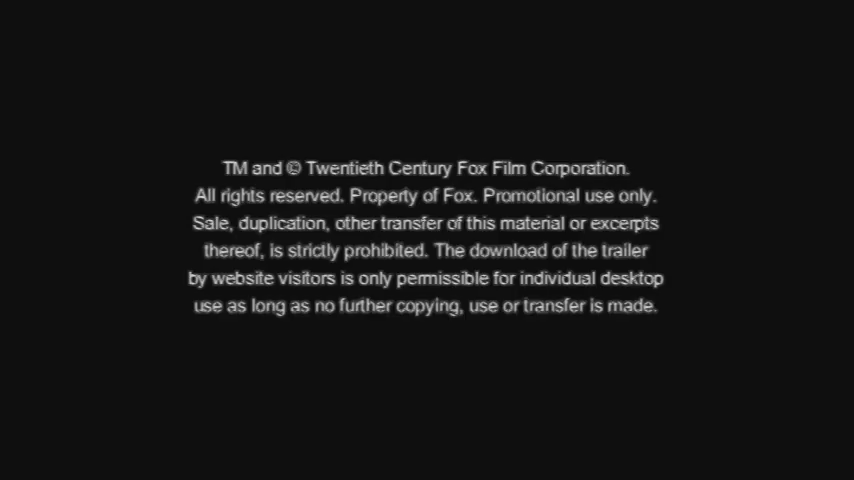 TM and © Twentieth Century Fox Film Corporation.
All rights reserved. Property of Fox. Promotional use only.
Sale, duplication, other transfer of this material or excerpts
thereof, is strictly prohibited. The download of the trailer
by website visitors is only permissible for individual desktop
use as long as no further copying, use or transfer is made.